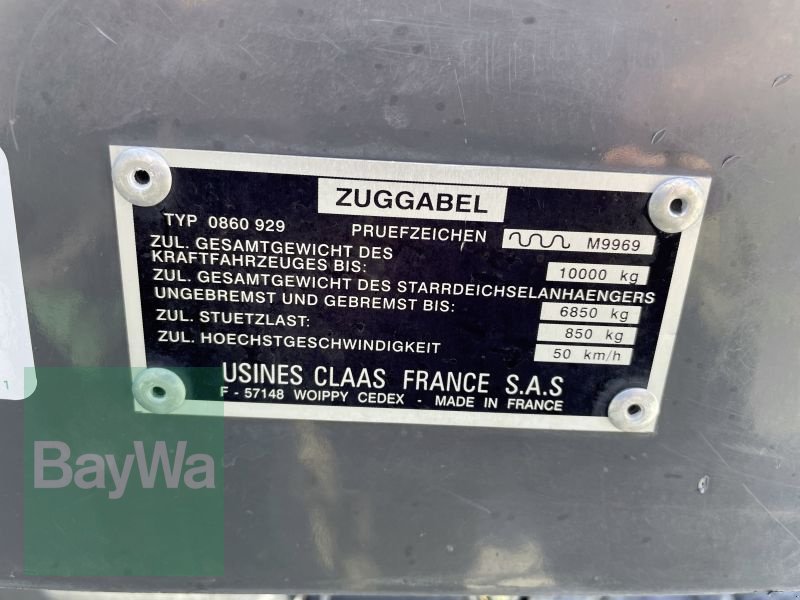 ZUGGABEL
TYP 0860 929
PRUEFZEICHEN M9969
ZUL. GESAMTGEWICHT DES
KRAFTFAHRZEUGES BIS: 10000 kg
ZUL. GESAMTGEWICHT DES STARRDEICHSELANHAENGERS
UNGEBREMST UND GEBREMST BIS: 6850 kg
ZUL. STUETZLAST: 850 kg
ZUL. HOECHSTGESCHWINDIGKEIT 50 km/h
USINES CLAAS FRANCE S.A.S
F - 57148 WOIPPY CEDEX - MADE IN FRANCE
1
BayWa